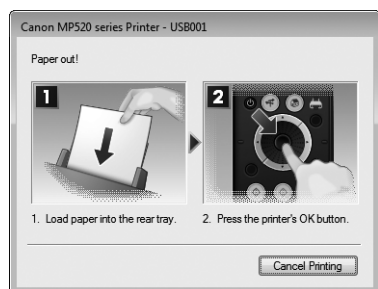 Canon MP520 series Printer - USB001
Paper out!
1 2
1. Load paper into the rear tray. 2. Press the printer's OK button.
Cancel Printing